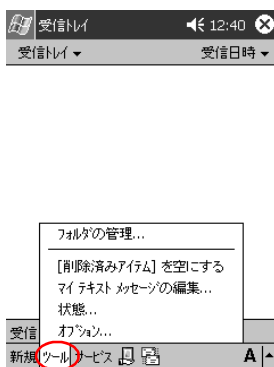 受信トレイ 12:40
受信トレイ 受信日時
フォルダの管理...
[削除済みアイテム] を空にする
マイ テキスト メッセージの編集...
状態...
オプション...
受信
新規 ツール サービス A